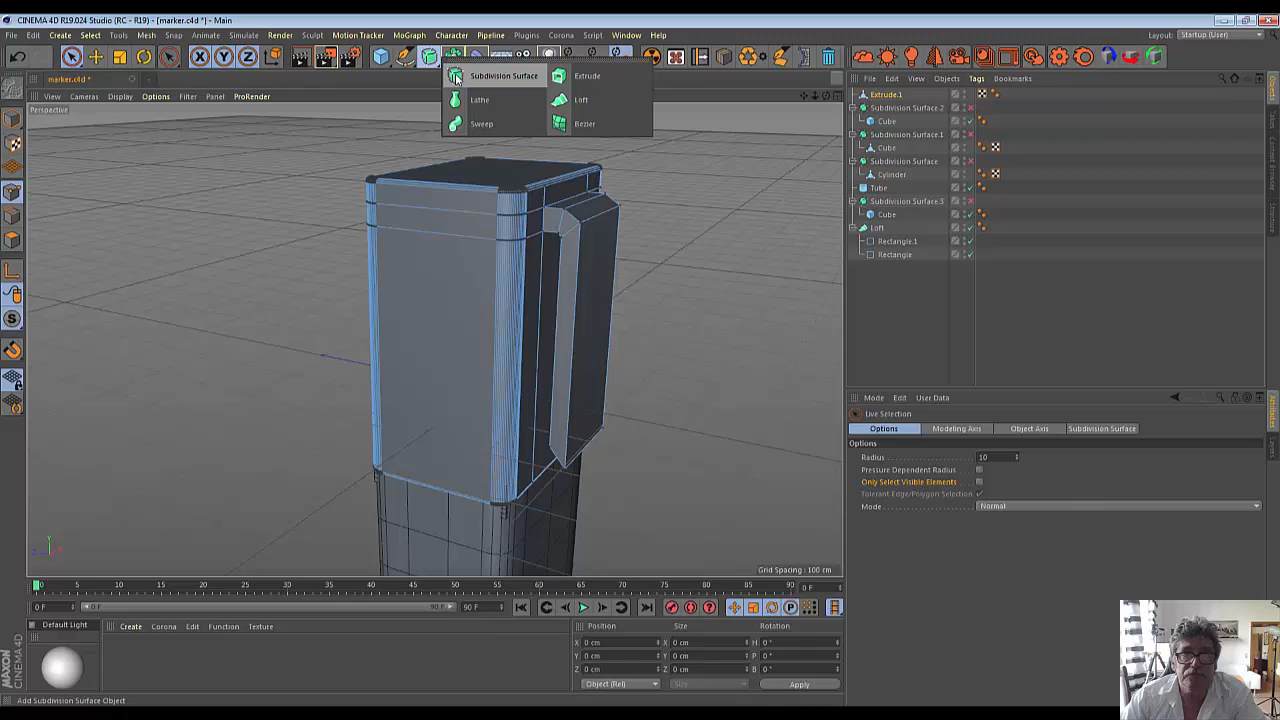 CINEMA 4D R19.024 Studio (RC - R19) - [marker.c4d *] - Main
File Edit Create Select Tools Mesh Snap Animate Simulate Render Sculpt Motion Tracker MoGraph Character Pipeline Plugins Corona Script Window Help
Layout: Startup (User)
X Y Z
marker.c4d *
File Edit View Objects Tags Bookmarks
View Cameras Display Options Filter Panel ProRender
Perspective
Subdivision Surface Extrude
Lathe Loft
Sweep Bezier
Extrude.1
Subdivision Surface.2
Cube
Subdivision Surface.1
Cube
Subdivision Surface
Cylinder
Tube
Subdivision Surface.3
Cube
Loft
Rectangle.1
Rectangle
Mode Edit User Data
Live Selection
Options Modeling Axis Object Axis Subdivision Surface
Options
Radius 10
Pressure Dependent Radius
Only Select Visible Elements
Tolerant Edge/Polygon Selection
Mode Normal
Grid Spacing : 100 cm
0 5 10 15 20 25 30 35 40 45 50 55 60 65 70 75 80 85 90 0 F
0 F 0 F 90 F 90 F
Default Light
Create Corona Edit Function Texture
Position Size Rotation
X 0 cm X 0 cm H 0 °
Y 0 cm Y 0 cm P 0 °
Z 0 cm Z 0 cm B 0 °
Object (Rel) Size Apply
MAXON
CINEMA 4D
Add Subdivision Surface Object